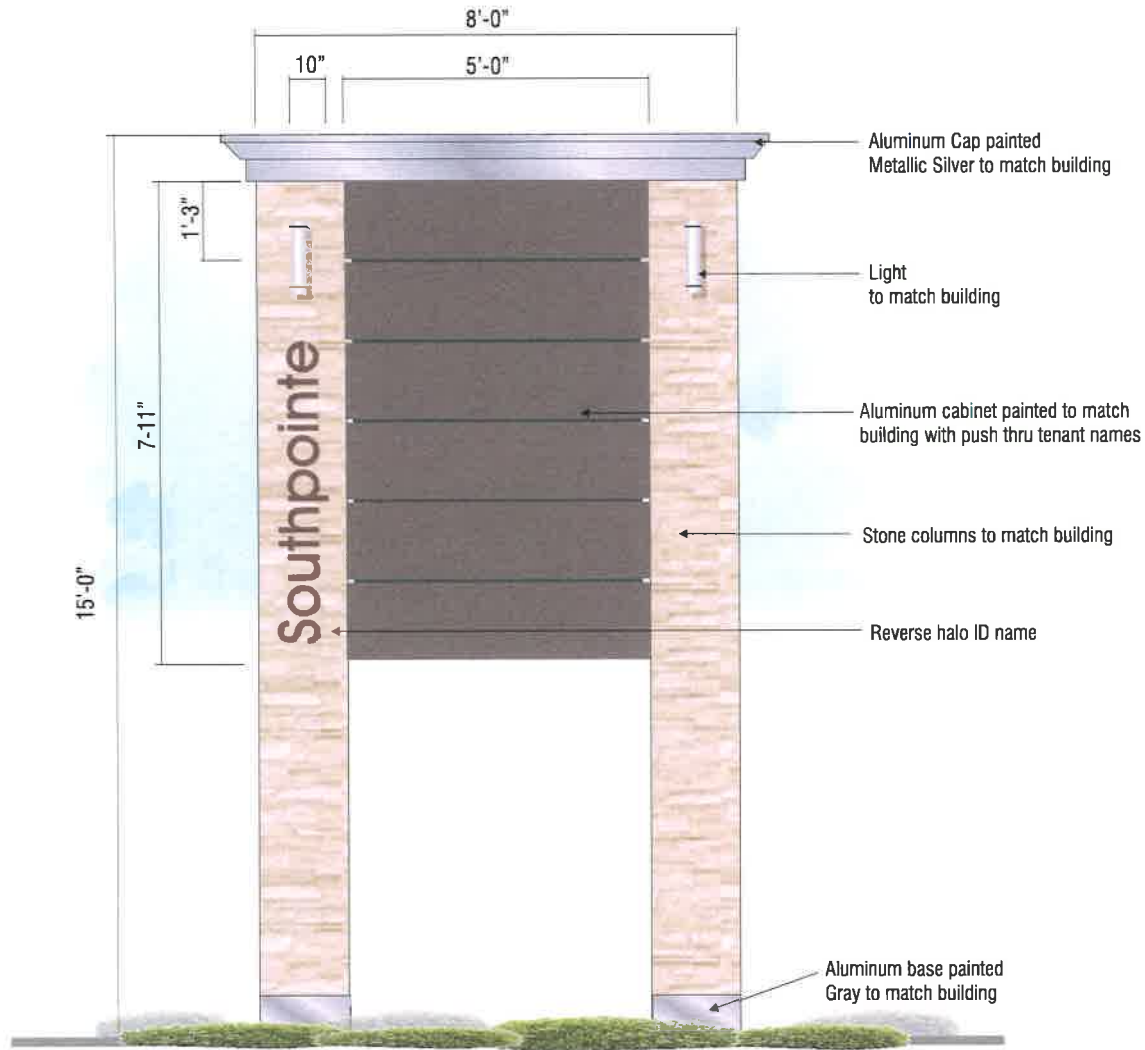 8'-0"
10"
5'-0"
Aluminum Cap painted
Metallic Silver to match building
1'-3"
Light
to match building
7-11"
Aluminum cabinet painted to match
building with push thru tenant names
Southpointe
Stone columns to match building
15'-0"
Reverse halo ID name
Aluminum base painted
Gray to match building